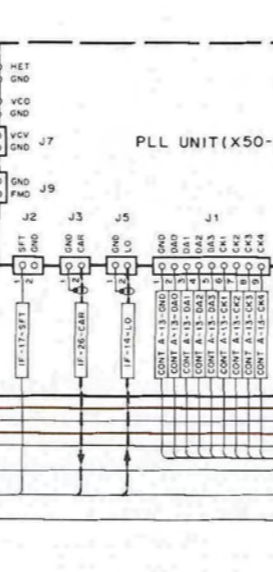 HET
GND
VCO
GND
VCV
GND J7
PLL UNIT(X50-
GND
FMO J9
J2 J3 J5 J1
SFT GND GND CAR GND LO GND DA0 DA1 DA2 DA3 CK1 CK2 CK3 CK4
1 2 1 2 1 2 1 2 3 4 5 6 7 8 9
IF-17-SFT
IF-26-CAR
IF-14-LO
CONT A-13-GND
CONT A-13-DA0
CONT A-13-DA1
CONT A-13-DA2
CONT A-13-DA3
CONT A-13-CK1
CONT A-13-CK2
CONT A-13-CK3
CONT A-13-CK4